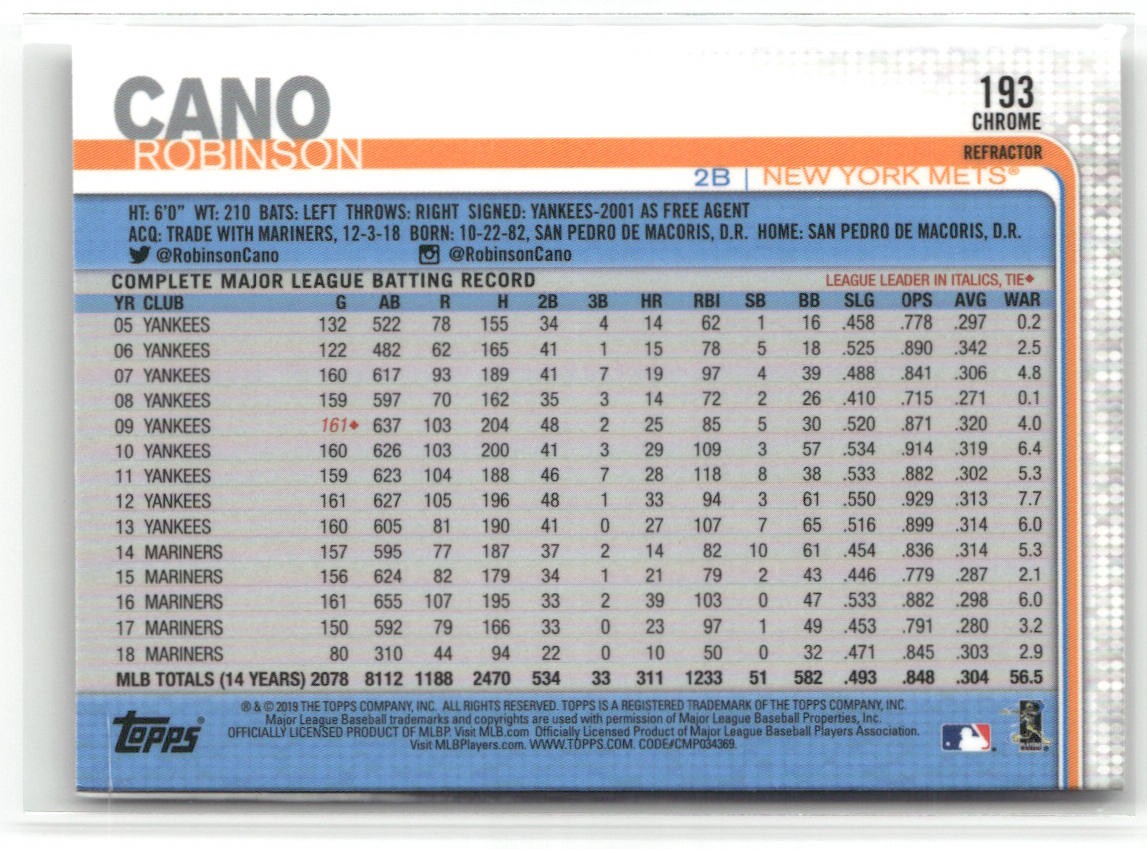 CANO
ROBINSON
193
CHROME
REFRACTOR
2B | NEW YORK METS®
HT: 6'0" WT: 210 BATS: LEFT THROWS: RIGHT SIGNED: YANKEES-2001 AS FREE AGENT
ACQ: TRADE WITH MARINERS, 12-3-18 BORN: 10-22-82, SAN PEDRO DE MACORIS, D.R. HOME: SAN PEDRO DE MACORIS, D.R.
@RobinsonCano @RobinsonCano
COMPLETE MAJOR LEAGUE BATTING RECORD LEAGUE LEADER IN ITALICS, TIE♦
YR CLUB G AB R H 2B 3B HR RBI SB BB SLG OPS AVG WAR
05 YANKEES 132 522 78 155 34 4 14 62 1 16 .458 .778 .297 0.2
06 YANKEES 122 482 62 165 41 1 15 78 5 18 .525 .890 .342 2.5
07 YANKEES 160 617 93 189 41 7 19 97 4 39 .488 .841 .306 4.8
08 YANKEES 159 597 70 162 35 3 14 72 2 26 .410 .715 .271 0.1
09 YANKEES 161♦ 637 103 204 48 2 25 85 5 30 .520 .871 .320 4.0
10 YANKEES 160 626 103 200 41 3 29 109 3 57 .534 .914 .319 6.4
11 YANKEES 159 623 104 188 46 7 28 118 8 38 .533 .882 .302 5.3
12 YANKEES 161 627 105 196 48 1 33 94 3 61 .550 .929 .313 7.7
13 YANKEES 160 605 81 190 41 0 27 107 7 65 .516 .899 .314 6.0
14 MARINERS 157 595 77 187 37 2 14 82 10 61 .454 .836 .314 5.3
15 MARINERS 156 624 82 179 34 1 21 79 2 43 .446 .779 .287 2.1
16 MARINERS 161 655 107 195 33 2 39 103 0 47 .533 .882 .298 6.0
17 MARINERS 150 592 79 166 33 0 23 97 1 49 .453 .791 .280 3.2
18 MARINERS 80 310 44 94 22 0 10 50 0 32 .471 .845 .303 2.9
MLB TOTALS (14 YEARS) 2078 8112 1188 2470 534 33 311 1233 51 582 .493 .848 .304 56.5
Topps®
® & © 2019 THE TOPPS COMPANY, INC. ALL RIGHTS RESERVED. TOPPS IS A REGISTERED TRADEMARK OF THE TOPPS COMPANY, INC.
Major League Baseball trademarks and copyrights are used with permission of Major League Baseball Properties, Inc.
OFFICIALLY LICENSED PRODUCT OF MLBP. Visit MLB.com Officially Licensed Product of Major League Baseball Players Association.
Visit MLBPlayers.com. WWW.TOPPS.COM. CODE#CMP034369.